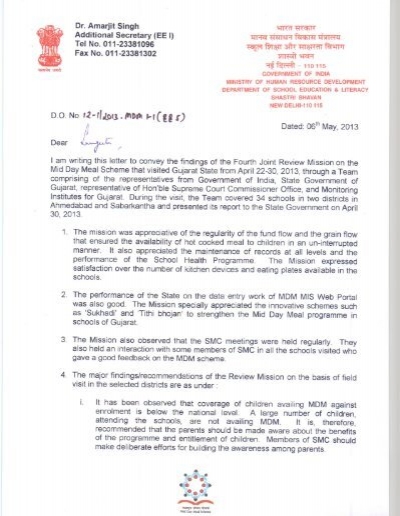 Dr. Amarjit Singh
Additional Secretary (EE I)
Tel No. 011-23381096
Fax No. 011-23381302
भारत सरकार
मानव संसाधन विकास मंत्रालय
स्कूल शिक्षा और साक्षरता विभाग
शास्त्री भवन
नई दिल्ली - 110 115
GOVERNMENT OF INDIA
MINISTRY OF HUMAN RESOURCE DEVELOPMENT
DEPARTMENT OF SCHOOL EDUCATION & LITERACY
SHASTRI BHAVAN
NEW DELHI-110 115
D.O. No 12-1/2013. MDM 1-1 (EE 5)
Dated: 06th May, 2013
Dear
I am writing this letter to convey the findings of the Fourth Joint Review Mission on the
Mid Day Meal Scheme that visited Gujarat State from April 22-30, 2013, through a Team
comprising of the representatives from Government of India, State Government of
Gujarat, representative of Hon'ble Supreme Court Commissioner Office, and Monitoring
Institutes for Gujarat. During the visit, the Team covered 34 schools in two districts in
Ahmedabad and Sabarkantha and presented its report to the State Government on April
30, 2013.
1. The mission was appreciative of the regularity of the fund flow and the grain flow
that ensured the availability of hot cooked meal to children in an un-interrupted
manner. It also appreciated the maintenance of records at all levels and the
performance of the School Health Programme. The Mission expressed
satisfaction over the number of kitchen devices and eating plates available in the
schools.
2. The performance of the State on the date entry work of MDM MIS Web Portal
was also good. The Mission specially appreciated the innovative schemes such
as 'Sukhadi' and 'Tithi bhojan' to strengthen the Mid Day Meal programme in
schools of Gujarat.
3. The Mission also observed that the SMC meetings were held regularly. They
also held an interaction with some members of SMC in all the schools visited who
gave a good feedback on the MDM scheme.
4. The major findings/recommendations of the Review Mission on the basis of field
visit in the selected districts are as under :
i. It has been observed that coverage of children availing MDM against
enrollment is below the national level. A large number of children,
attending the schools, are not availing MDM. It is, therefore,
recommended that the parents should be made aware about the benefits
of the programme and entitlement of children. Members of SMC should
make deliberate efforts for building the awareness among parents.